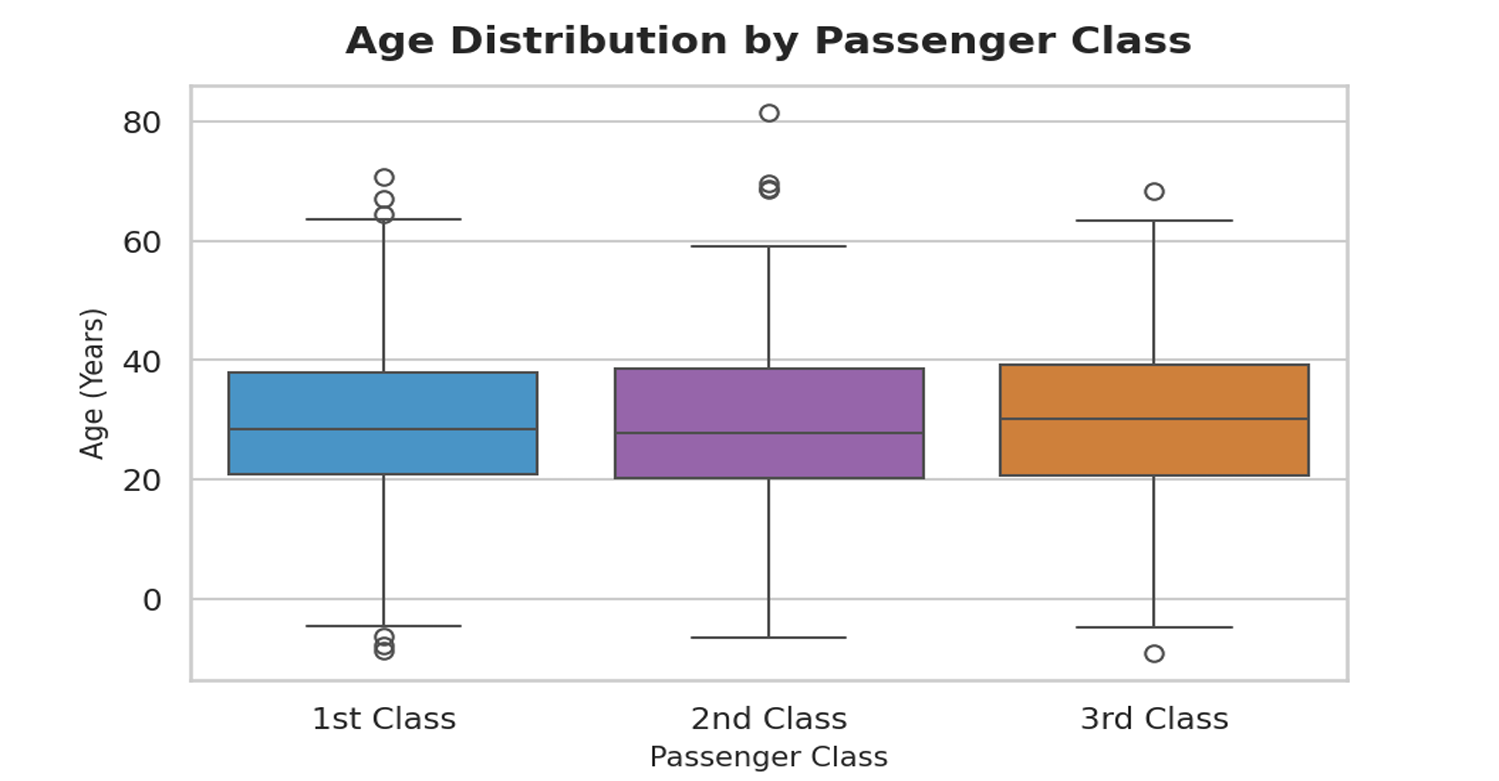 Age Distribution by Passenger Class
80
60
40
20
0
Age (Years)
1st Class
2nd Class
3rd Class
Passenger Class